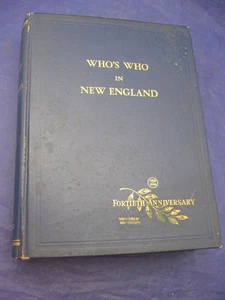 WHO'S WHO
IN
NEW ENGLAND
FORTIETH ANNIVERSARY